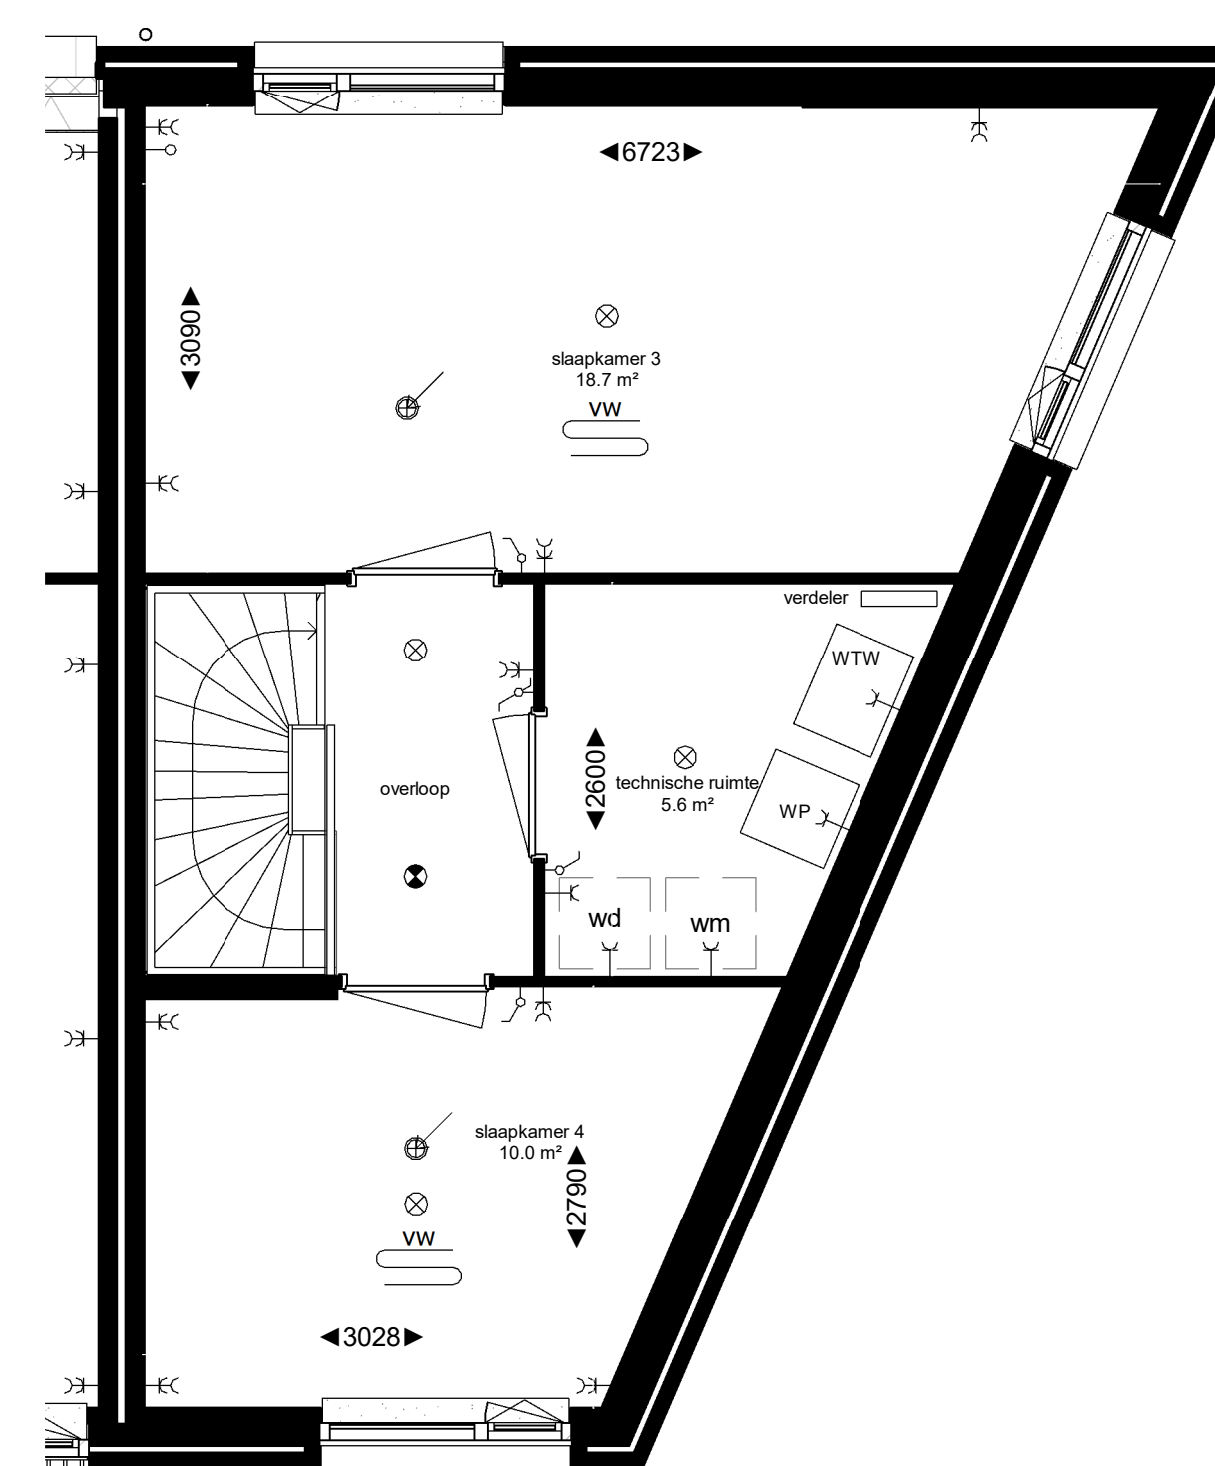 6723
3090
slaapkamer 3
18.7 m²
VW
verdeler
WTW
2600
technische ruimte
5.6 m²
overloop
WP
wd
wm
slaapkamer 4
10.0 m²
2790
VW
3028